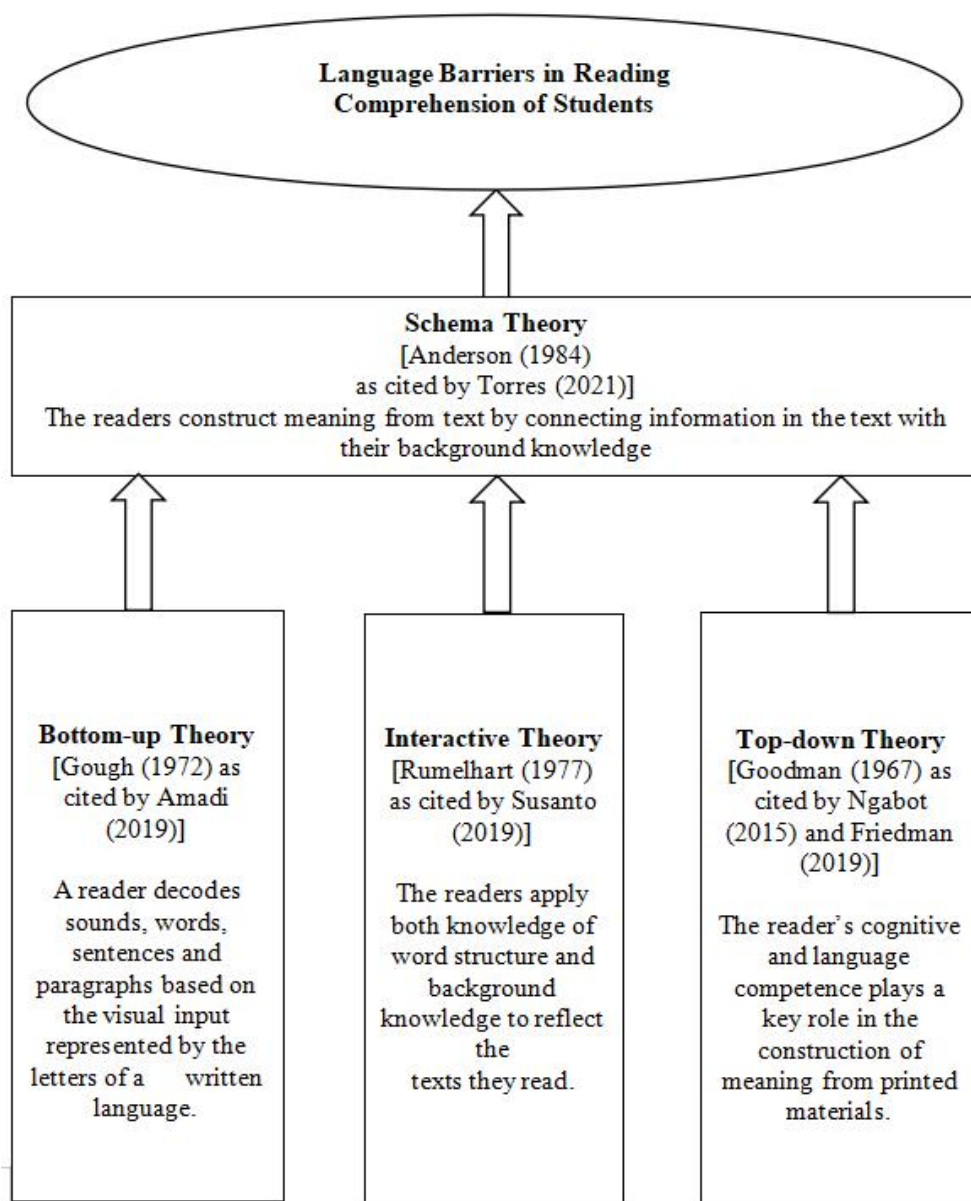 Language Barriers in Reading
Comprehension of Students
Schema Theory
[Anderson (1984)
as cited by Torres (2021)]
The readers construct meaning from text by connecting information in the text with
their background knowledge
Bottom-up Theory
[Gough (1972) as
cited by Amadi
(2019)]
A reader decodes
sounds, words,
sentences and
paragraphs based on
the visual input
represented by the
letters of a written
language.
Interactive Theory
[Rumelhart (1977)
as cited by Susanto
(2019)]
The readers apply
both knowledge of
word structure and
background
knowledge to reflect
the
texts they read.
Top-down Theory
[Goodman (1967) as
cited by Ngabot
(2015) and Friedman
(2019)]
The reader’s cognitive
and language
competence plays a
key role in the
construction of
meaning from printed
materials.